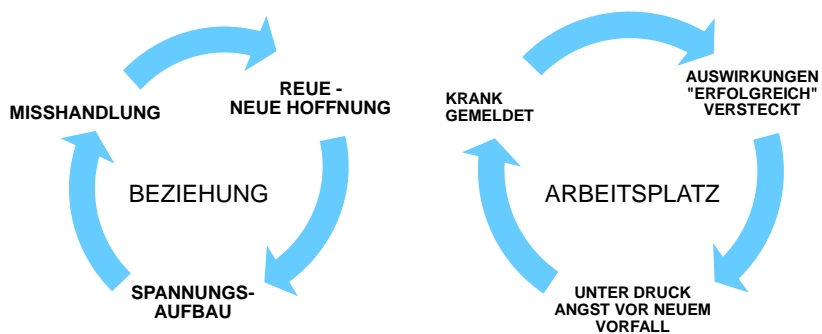 MISSHANDLUNG
REUE -
NEUE HOFFNUNG
BEZIEHUNG
SPANNUNGS-
AUFBAU
KRANK
GEMELDET
AUSWIRKUNGEN
"ERFOLGREICH"
VERSTECKT
ARBEITSPLATZ
UNTER DRUCK
ANGST VOR NEUEM
VORFALL